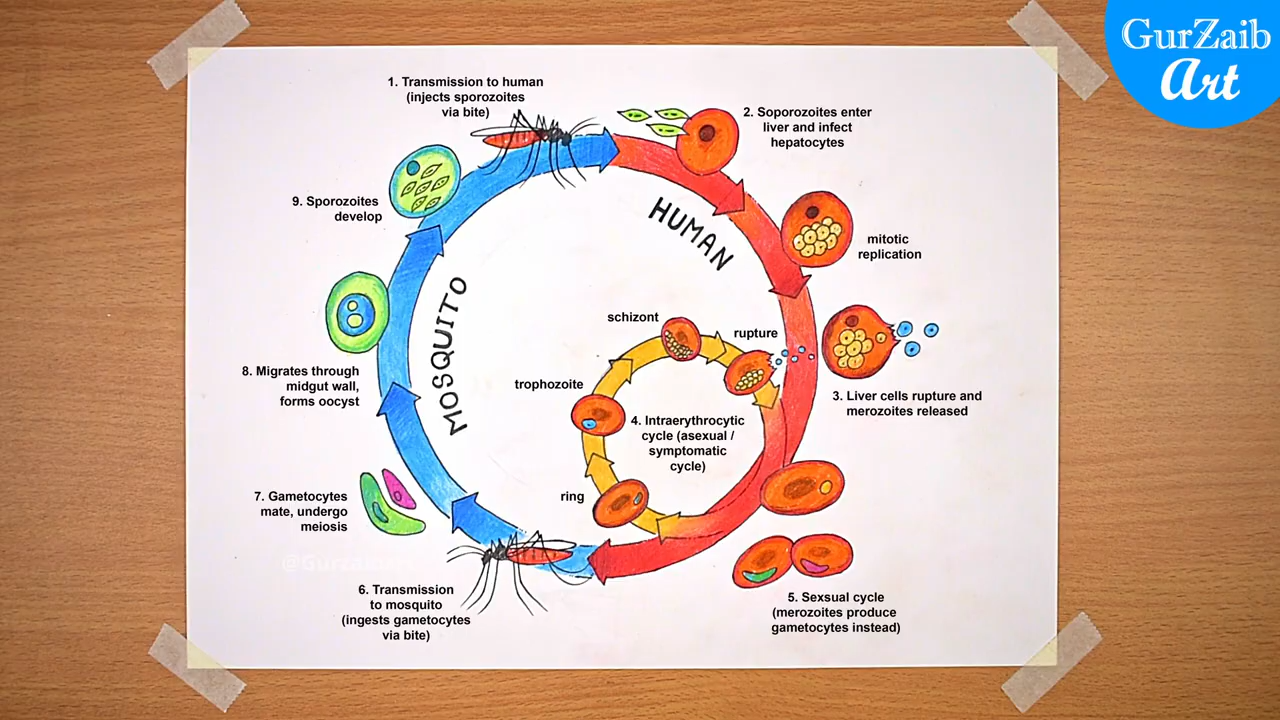 GurZaib
Art
1. Transmission to human
(injects sporozoites
via bite)
2. Soporozoites enter
liver and infect
hepatocytes
mitotic
replication
3. Liver cells rupture and
merozoites released
HUMAN
MOSQUITO
schizont
rupture
trophozoite
ring
4. Intraerythrocytic
cycle (asexual /
symptomatic
cycle)
5. Sexsual cycle
(merozoites produce
gametocytes instead)
6. Transmission
to mosquito
(ingests gametocytes
via bite)
7. Gametocytes
mate, undergo
meiosis
8. Migrates through
midgut wall,
forms oocyst
9. Sporozoites
develop